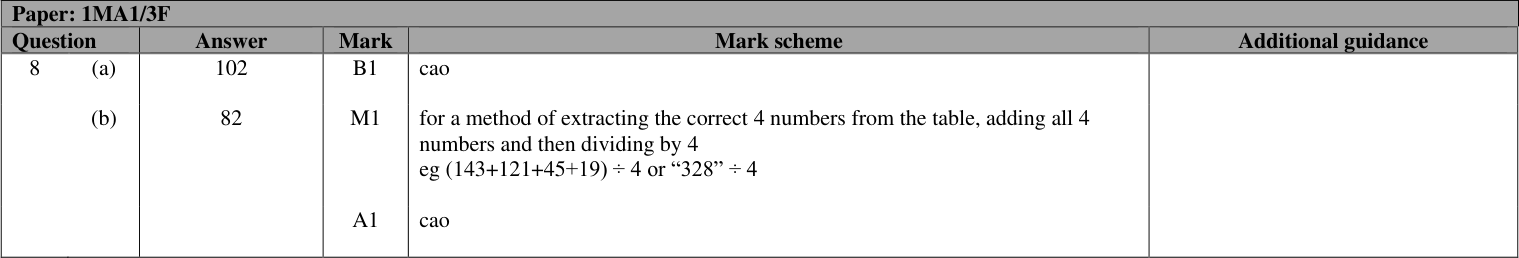 Paper: 1MA1/3F
Question Answer Mark Mark scheme Additional guidance
8 (a) 102 B1 cao
(b) 82 M1 for a method of extracting the correct 4 numbers from the table, adding all 4
numbers and then dividing by 4
eg (143+121+45+19) ÷ 4 or “328” ÷ 4
A1 cao